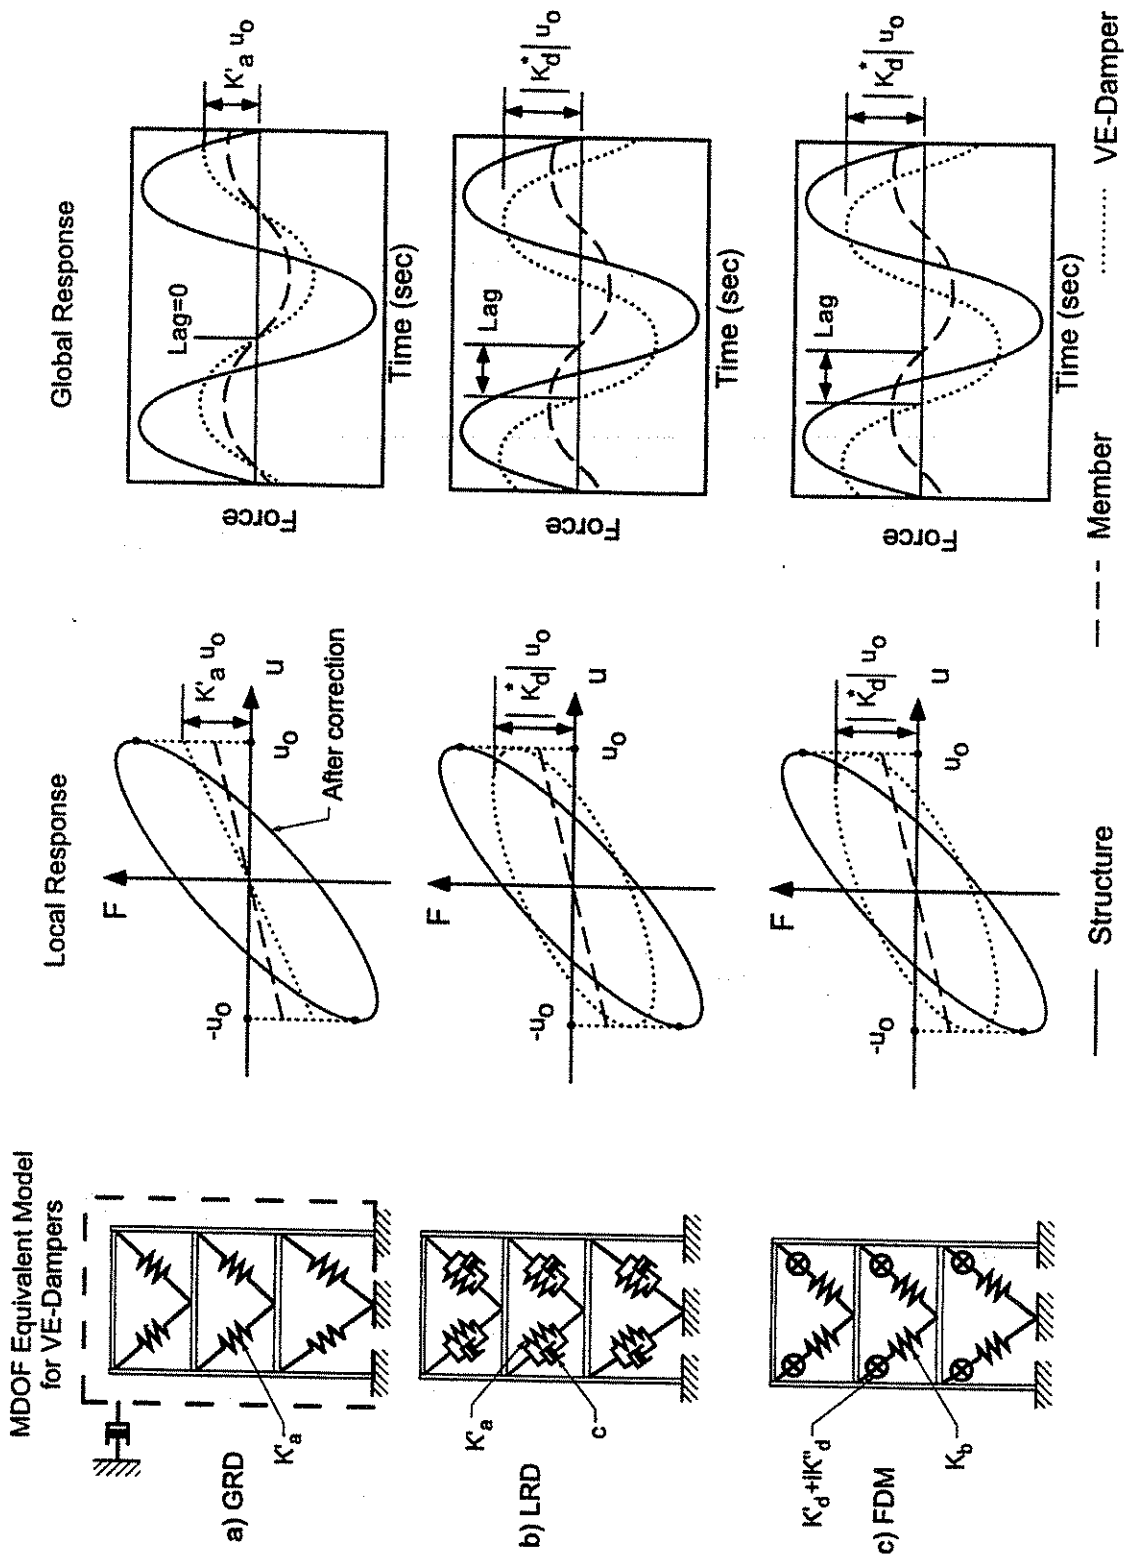 MDOF Equivalent Model
for VE-Dampers
Local Response
Global Response
a) GRD
K'a
F
-uo
uo
u
K'a uo
After correction
Force
Lag=0
K'a uo
Time (sec)
b) LRD
K'a
c
F
-uo
uo
u
|K*d| uo
Force
Lag
|K*d| uo
Time (sec)
c) FDM
K'd+iK"d
Kb
F
-uo
uo
u
|K*d| uo
Force
Lag
|K*d| uo
Time (sec)
Structure
Member
VE-Damper